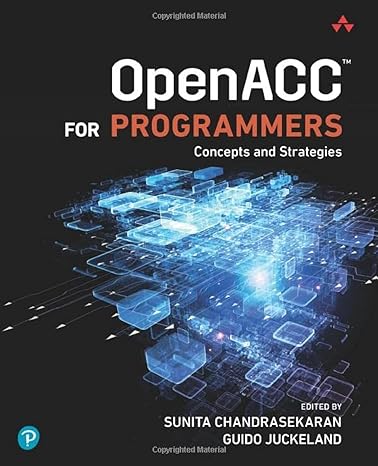 Copyrighted Material
OpenACC™
FOR PROGRAMMERS
Concepts and Strategies
EDITED BY
SUNITA CHANDRASEKARAN
GUIDO JUCKELAND
P
Copyrighted Material